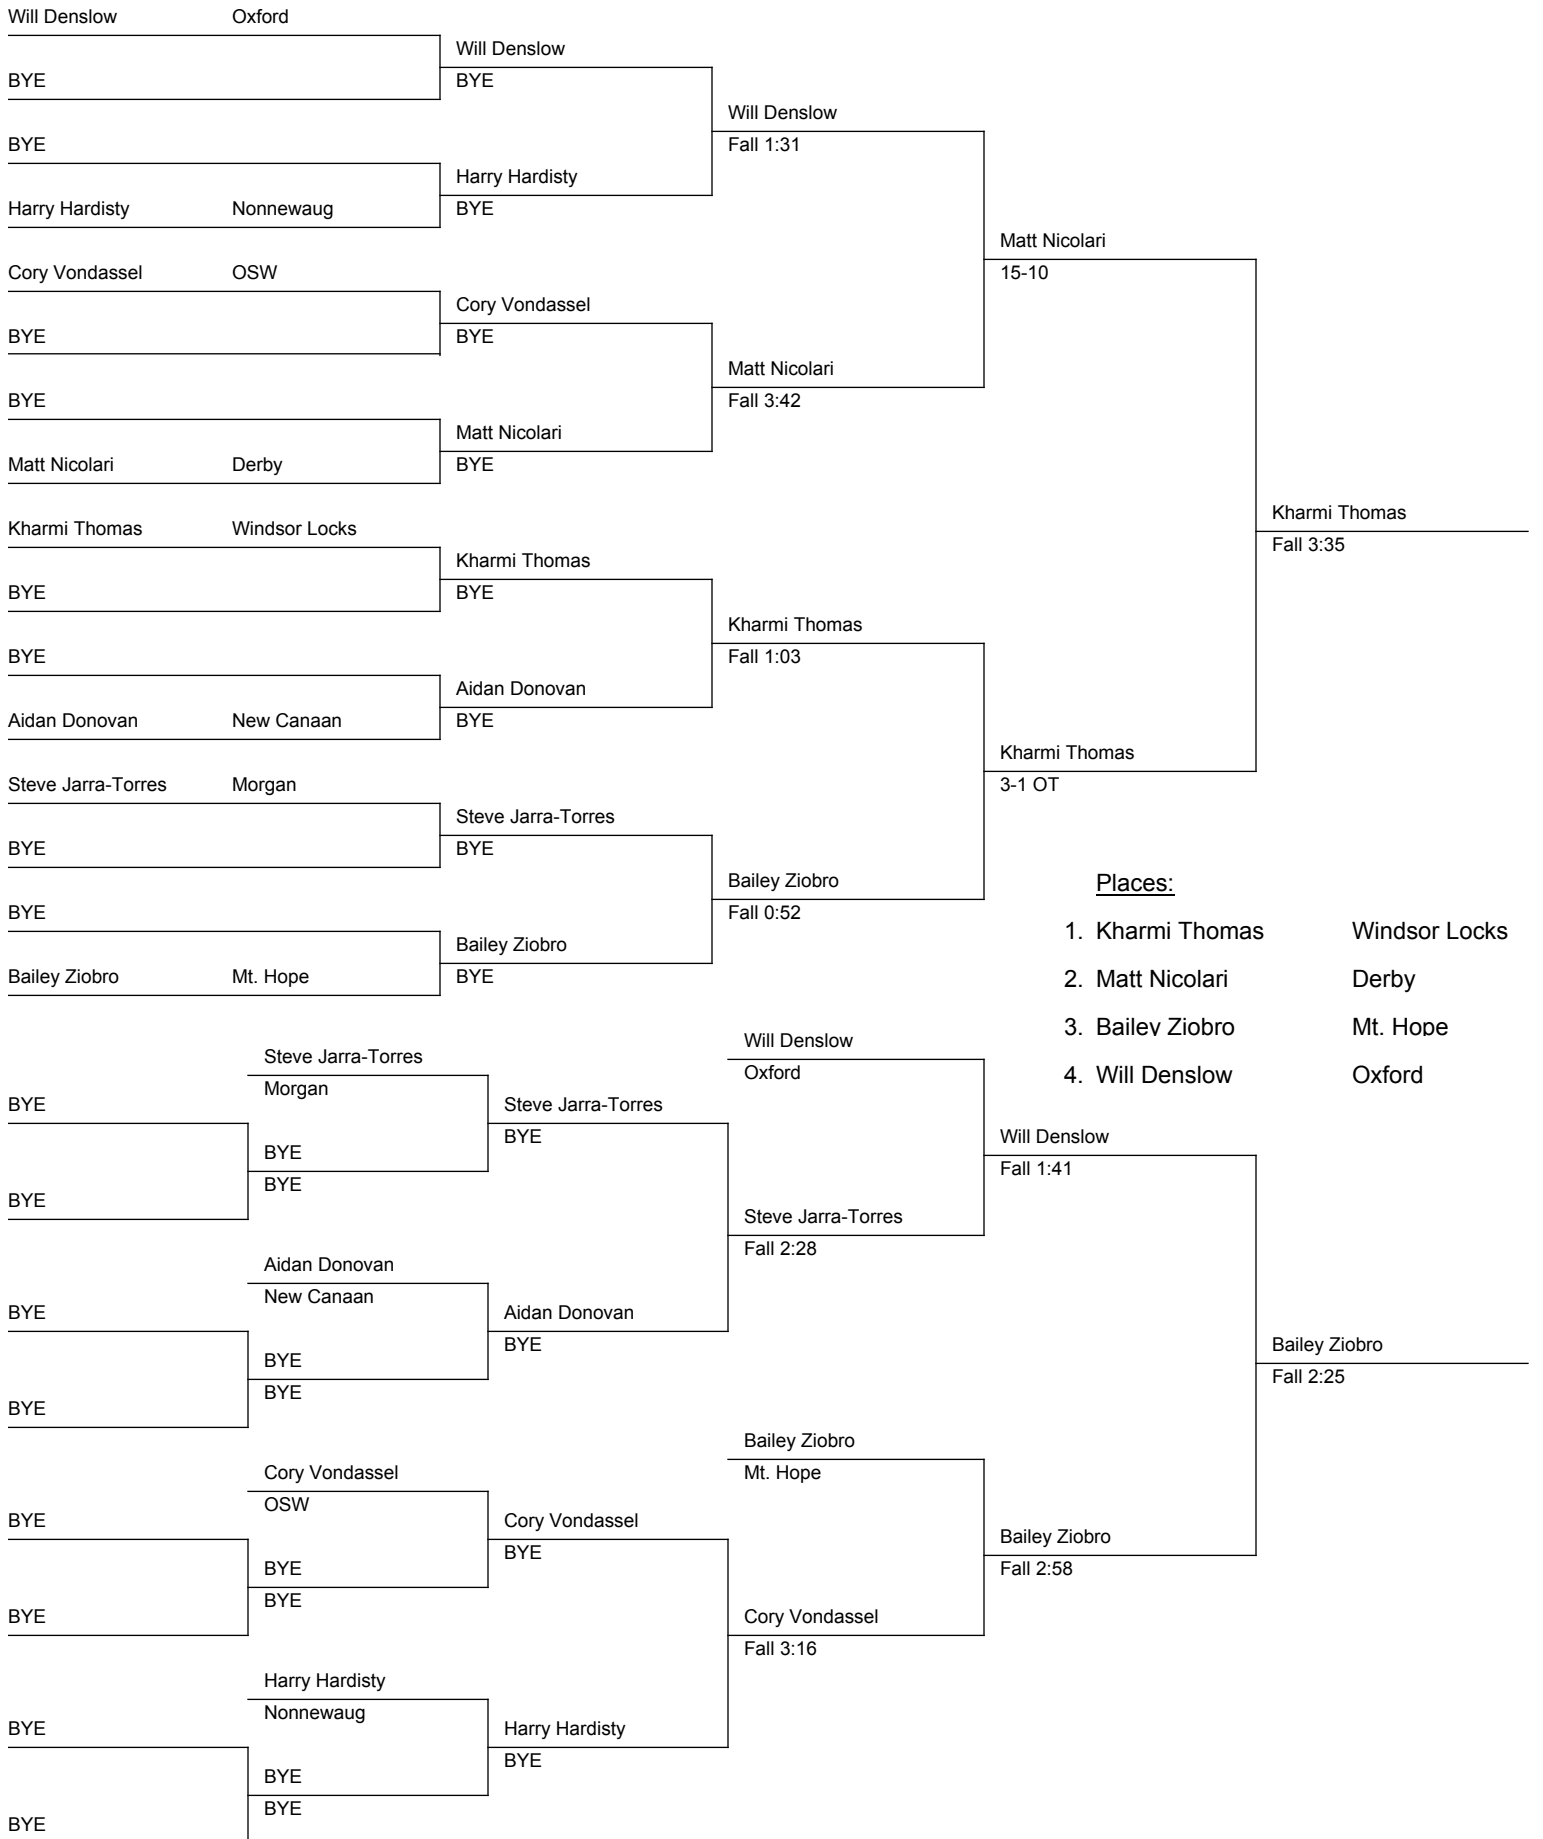 Will Denslow Oxford
Will Denslow
BYE BYE
Will Denslow
BYE Fall 1:31
Harry Hardisty
Harry Hardisty Nonnewaug BYE
Matt Nicolari
Cory Vondassel OSW 15-10
Cory Vondassel
BYE BYE
Matt Nicolari
BYE Fall 3:42
Matt Nicolari
Matt Nicolari Derby BYE
Kharmi Thomas
Kharmi Thomas Windsor Locks
Fall 3:35
Kharmi Thomas
BYE BYE
Kharmi Thomas
BYE Fall 1:03
Aidan Donovan
Aidan Donovan New Canaan BYE
Kharmi Thomas
Steve Jarra-Torres Morgan 3-1 OT
Steve Jarra-Torres
BYE BYE
Bailey Ziobro
Places:
BYE Fall 0:52
1. Kharmi Thomas Windsor Locks
Bailey Ziobro
Bailey Ziobro Mt. Hope BYE
2. Matt Nicolari Derby
3. Bailey Ziobro Mt. Hope
Will Denslow
Steve Jarra-Torres
Oxford
4. Will Denslow Oxford
Morgan
BYE Steve Jarra-Torres
BYE Will Denslow
BYE
Fall 1:41
BYE
BYE
Steve Jarra-Torres
Fall 2:28
Aidan Donovan
New Canaan
BYE Aidan Donovan
BYE Bailey Ziobro
BYE
Fall 2:25
BYE
BYE
Bailey Ziobro
Cory Vondassel Mt. Hope
OSW
BYE Cory Vondassel
Bailey Ziobro
BYE
BYE Fall 2:58
BYE
BYE Cory Vondassel
Fall 3:16
Harry Hardisty
Nonnewaug
BYE Harry Hardisty
BYE
BYE
BYE
BYE